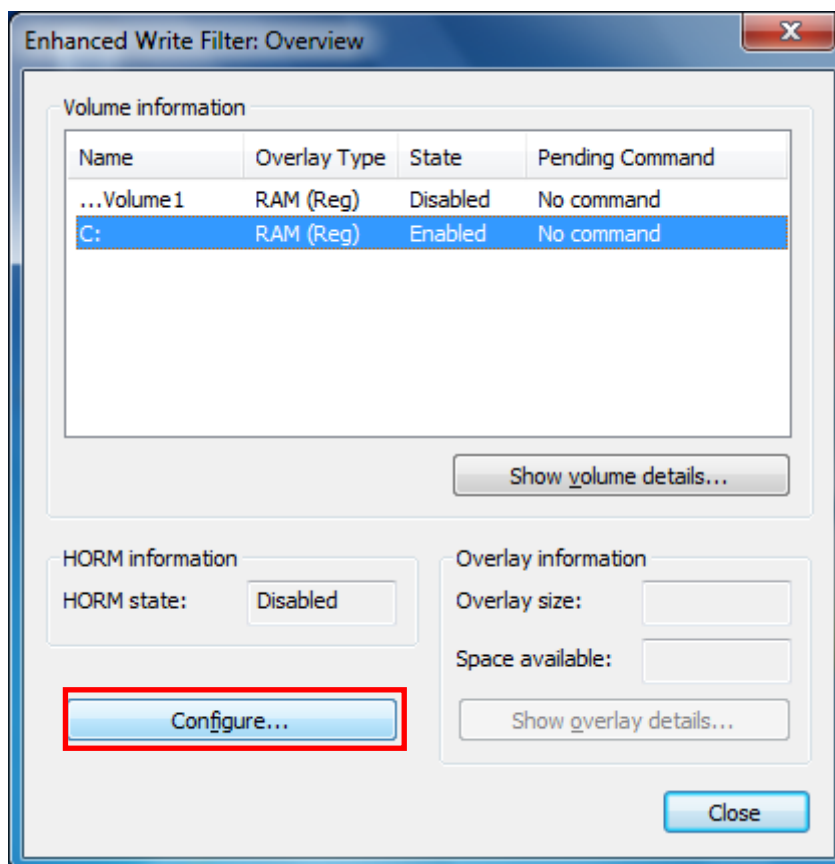 Enhanced Write Filter: Overview
Volume information
Name Overlay Type State Pending Command
...Volume1 RAM (Reg) Disabled No command
C: RAM (Reg) Enabled No command
Show volume details...
HORM information
HORM state: Disabled
Overlay information
Overlay size:
Space available:
Configure...
Show overlay details...
Close